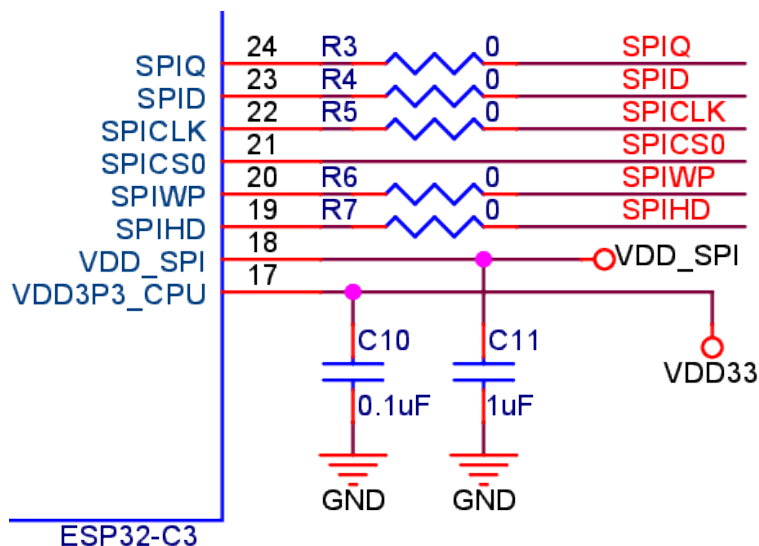 24 R3 0 SPIQ
SPIQ
23 R4 0 SPID
SPID
22 R5 0 SPICLK
SPICLK
21 SPICS0
SPICS0
20 R6 0 SPIWP
SPIWP
19 R7 0 SPIHD
SPIHD
18
VDD_SPI VDD_SPI
17
VDD3P3_CPU
C10 C11
VDD33
0.1uF 1uF
GND GND
ESP32-C3